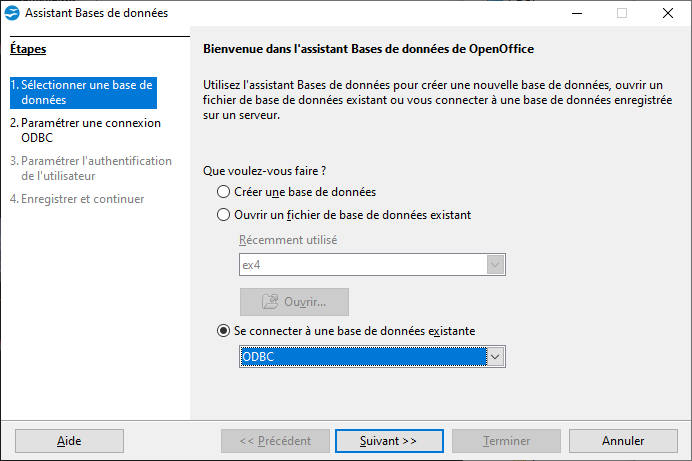 Assistant Bases de données
Étapes
1. Sélectionner une base de
données
2. Paramétrer une connexion
ODBC
3. Paramétrer l'authentification
de l'utilisateur
4. Enregistrer et continuer
Bienvenue dans l'assistant Bases de données de OpenOffice
Utilisez l'assistant Bases de données pour créer une nouvelle base de données, ouvrir un
fichier de base de données existant ou vous connecter à une base de données enregistrée
sur un serveur.
Que voulez-vous faire ?
Créer une base de données
Ouvrir un fichier de base de données existant
Récemment utilisé
ex4
Ouvrir...
Se connecter à une base de données existante
ODBC
Aide
<< Précédent
Suivant >>
Terminer
Annuler